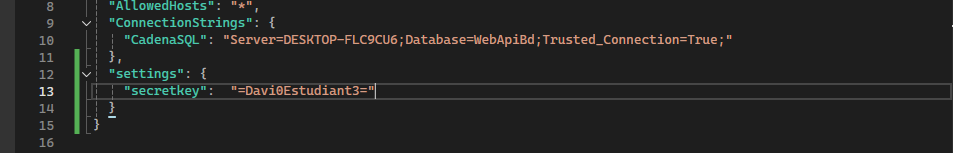 8 "AllowedHosts": "*",
9 "ConnectionStrings": {
10 "CadenaSQL": "Server=DESKTOP-FLC9CU6;Database=WebApiBd;Trusted_Connection=True;"
11 },
12 "settings": {
13 "secretkey": "=Davi0Estudiant3="
14 }
15 }
16